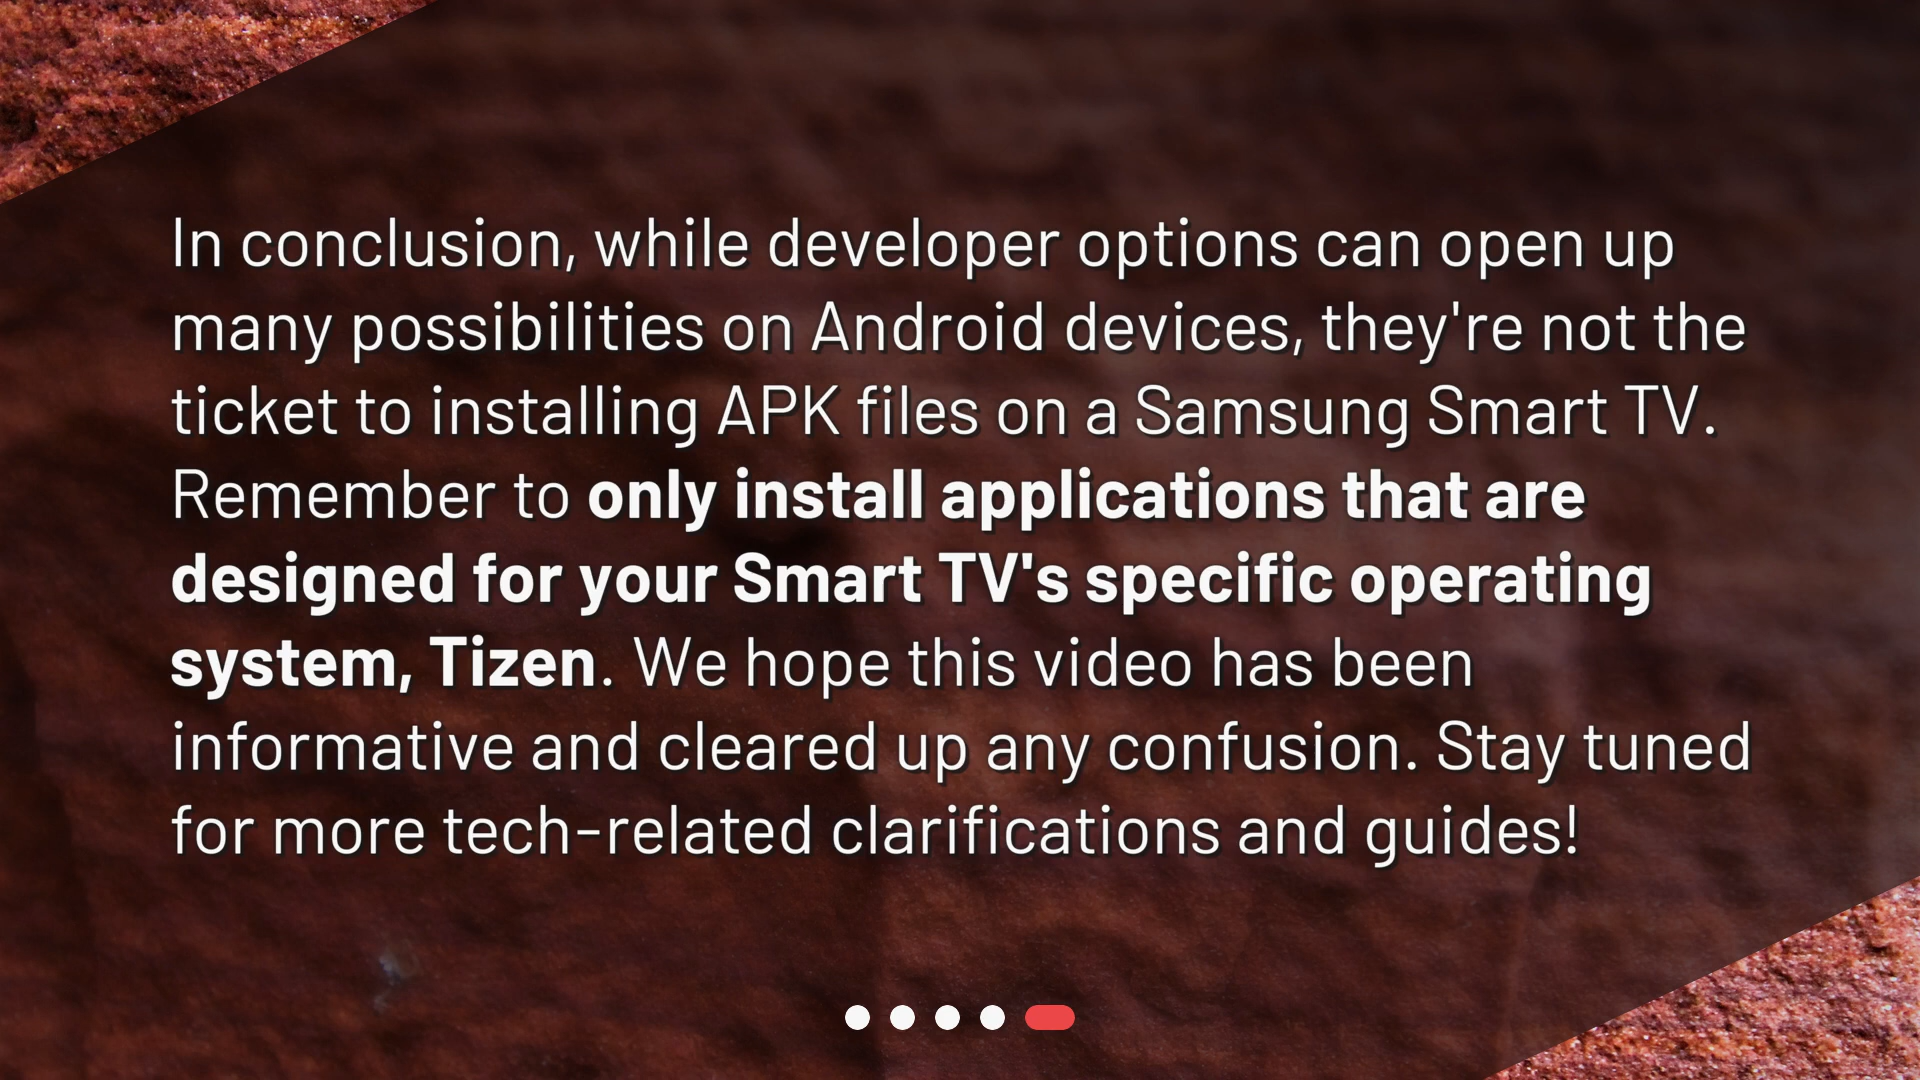 In conclusion, while developer options can open up
many possibilities on Android devices, they're not the
ticket to installing APK files on a Samsung Smart TV.
Remember to only install applications that are
designed for your Smart TV's specific operating
system, Tizen. We hope this video has been
informative and cleared up any confusion. Stay tuned
for more tech-related clarifications and guides!